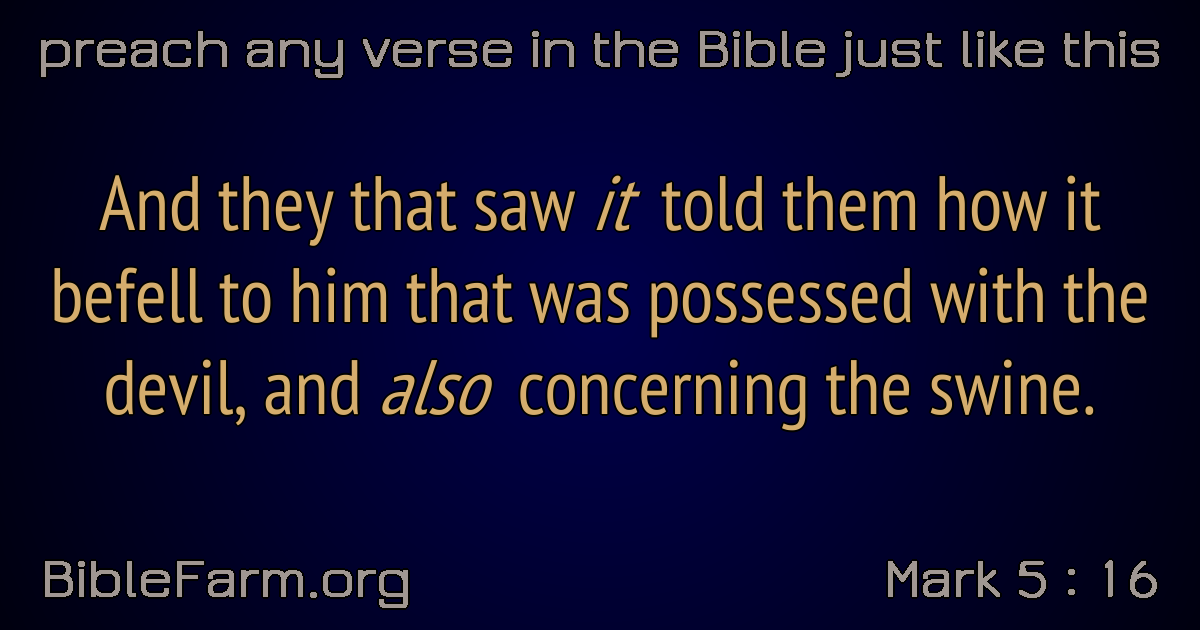 preach any verse in the Bible just like this
And they that saw it told them how it
befell to him that was possessed with the
devil, and also concerning the swine.
BibleFarm.org
Mark 5 : 16